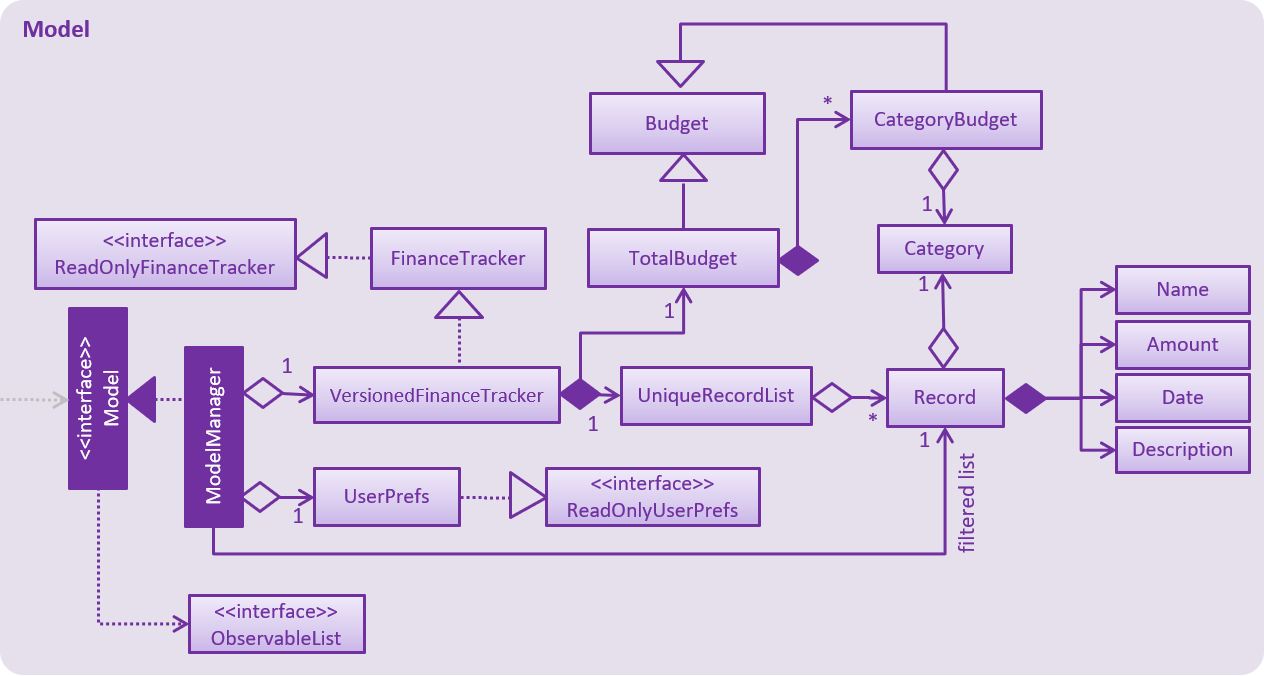 Model
Budget
*
CategoryBudget
1
<<interface>>
ReadOnlyFinanceTracker
FinanceTracker
TotalBudget
Category
1
1
Name
Amount
Date
Description
<<interface>>
Model
ModelManager
1
VersionedFinanceTracker
1
UniqueRecordList
*
Record
1
filtered list
1
UserPrefs
<<interface>>
ReadOnlyUserPrefs
<<interface>>
ObservableList